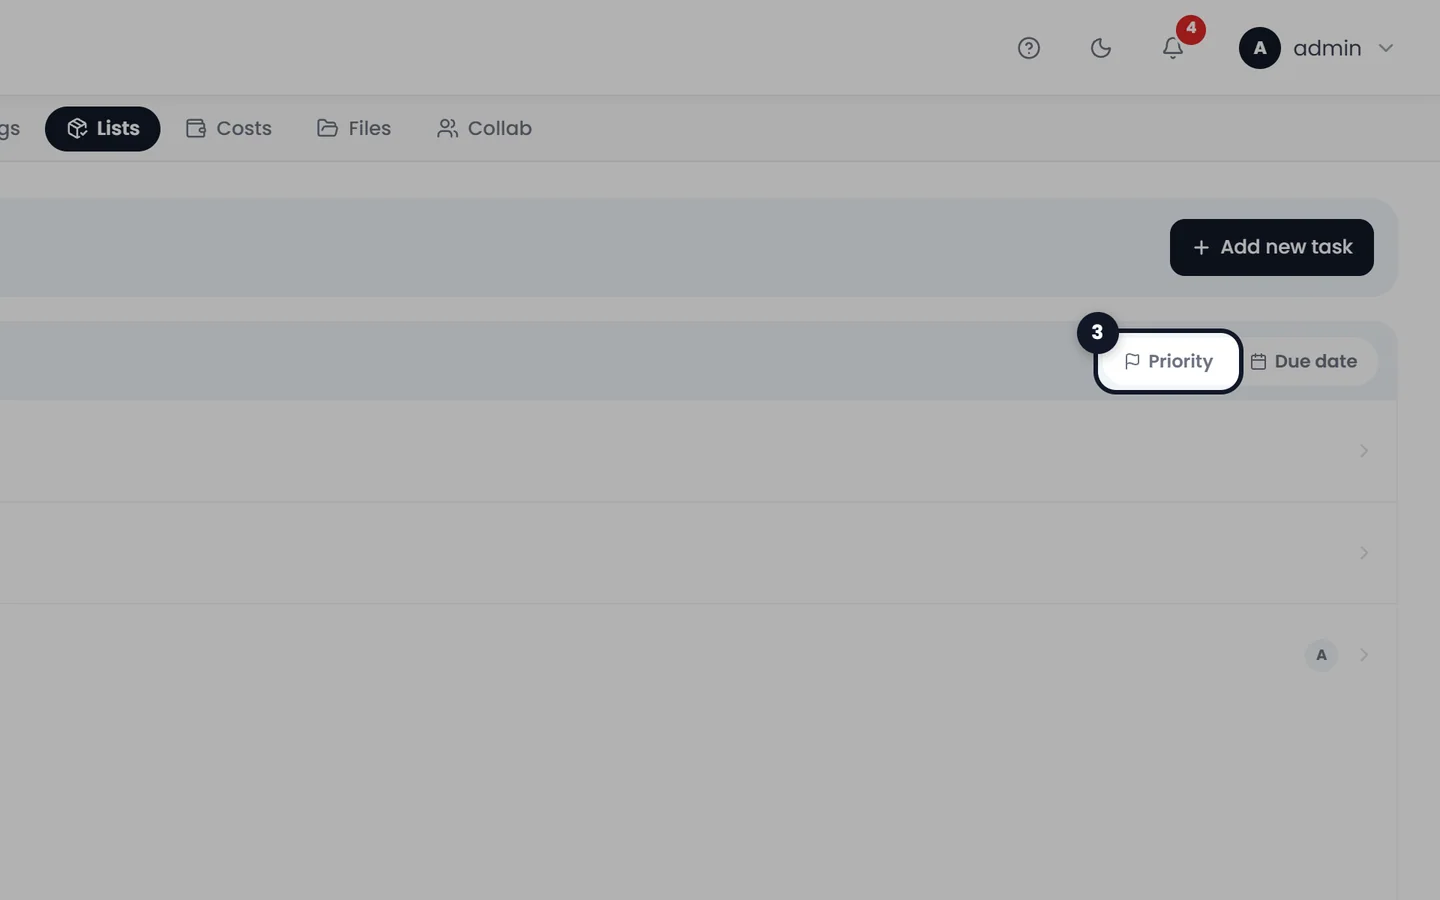 4
A admin
gs Lists Costs Files Collab
+ Add new task
3
Priority Due date
A